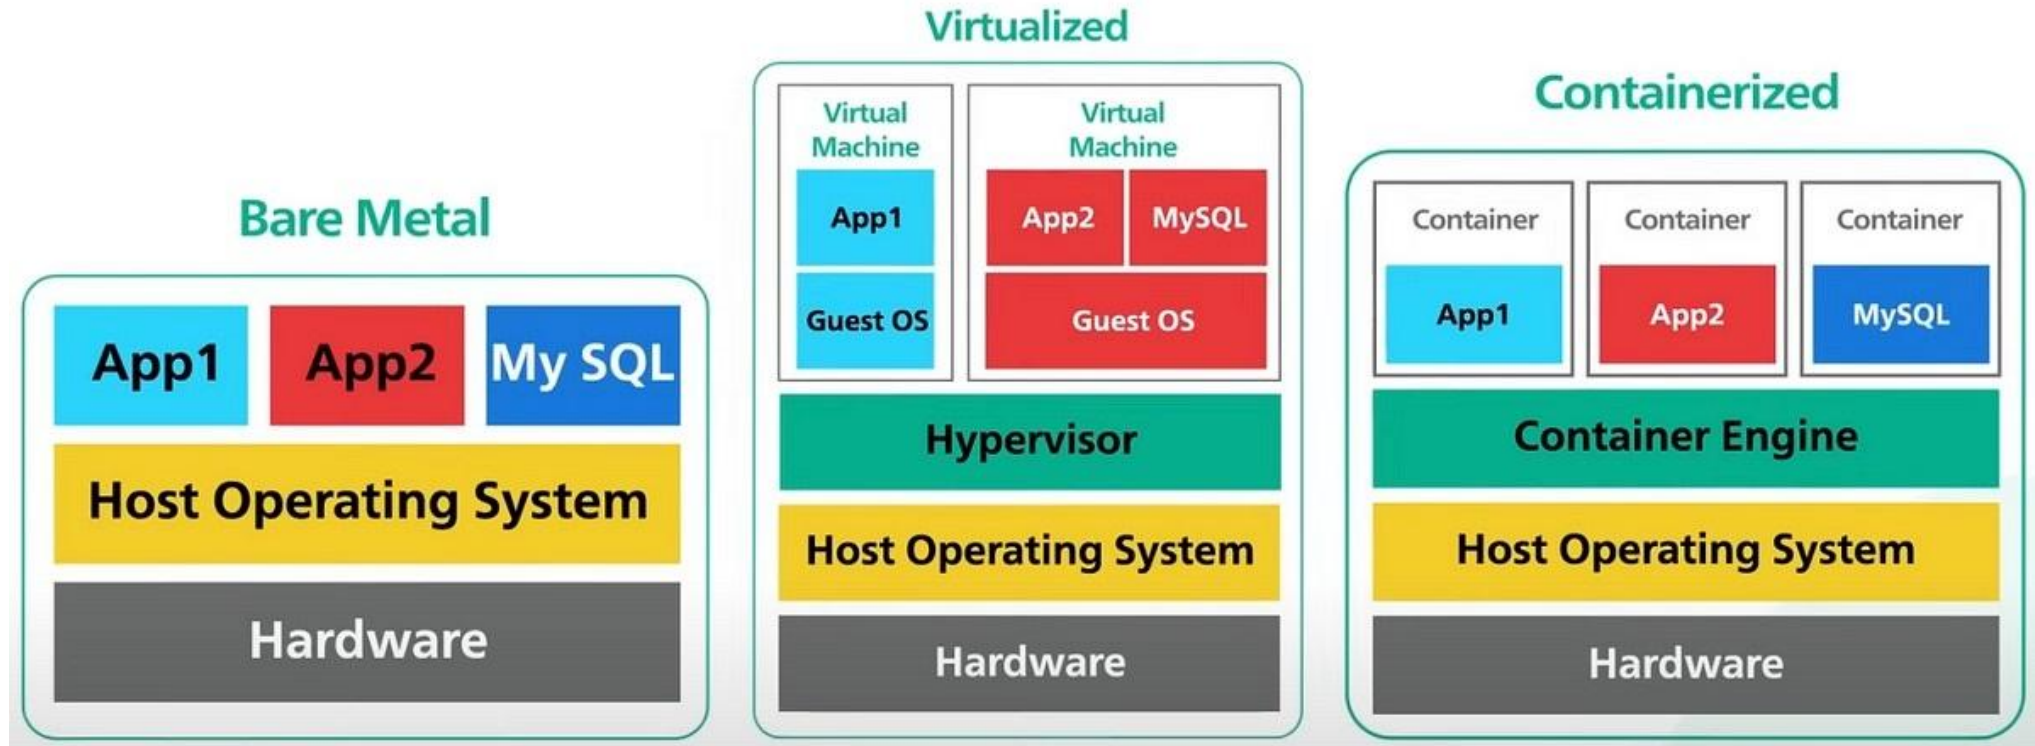 Bare Metal
App1
App2
My SQL
Host Operating System
Hardware
Virtualized
Virtual
Machine
App1
Guest OS
Virtual
Machine
App2
MySQL
Guest OS
Hypervisor
Host Operating System
Hardware
Containerized
Container
App1
Container
App2
Container
MySQL
Container Engine
Host Operating System
Hardware